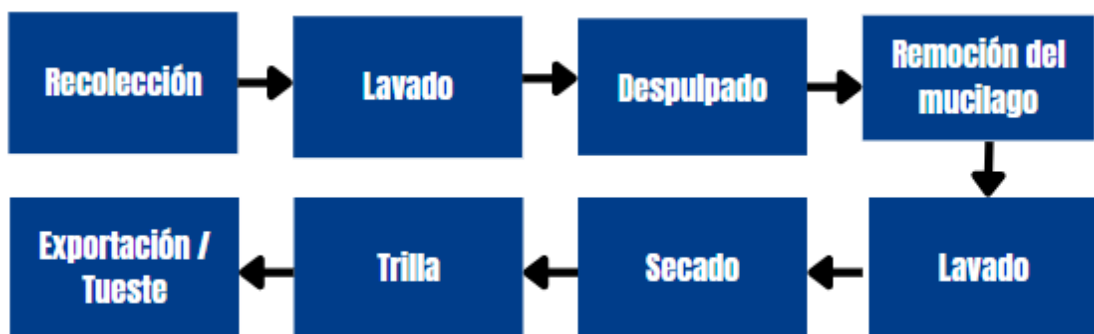 Recolección
Lavado
Despulpado
Remoción del
mucilago
Lavado
Secado
Trilla
Exportación /
Tueste